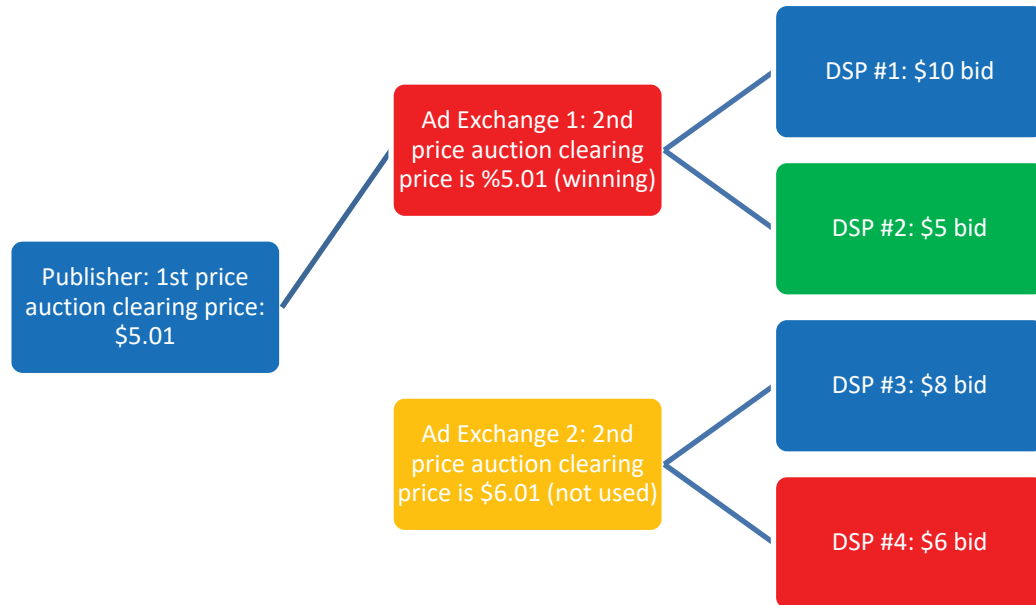 DSP #1: $10 bid
Ad Exchange 1: 2nd
price auction clearing
price is %5.01 (winning)
DSP #2: $5 bid
Publisher: 1st price
auction clearing price:
$5.01
DSP #3: $8 bid
Ad Exchange 2: 2nd
price auction clearing
price is $6.01 (not used)
DSP #4: $6 bid